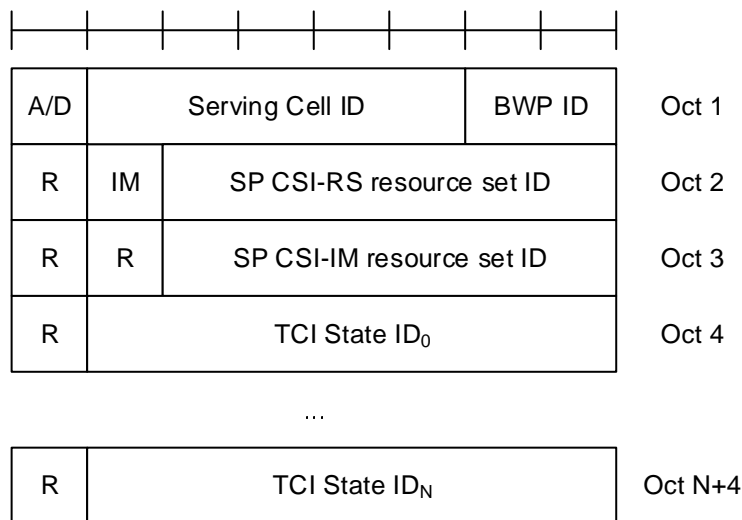 A/D Serving Cell ID BWP ID Oct 1
R IM SP CSI-RS resource set ID Oct 2
R R SP CSI-IM resource set ID Oct 3
R TCI State ID0 Oct 4
...
R TCI State IDN Oct N+4